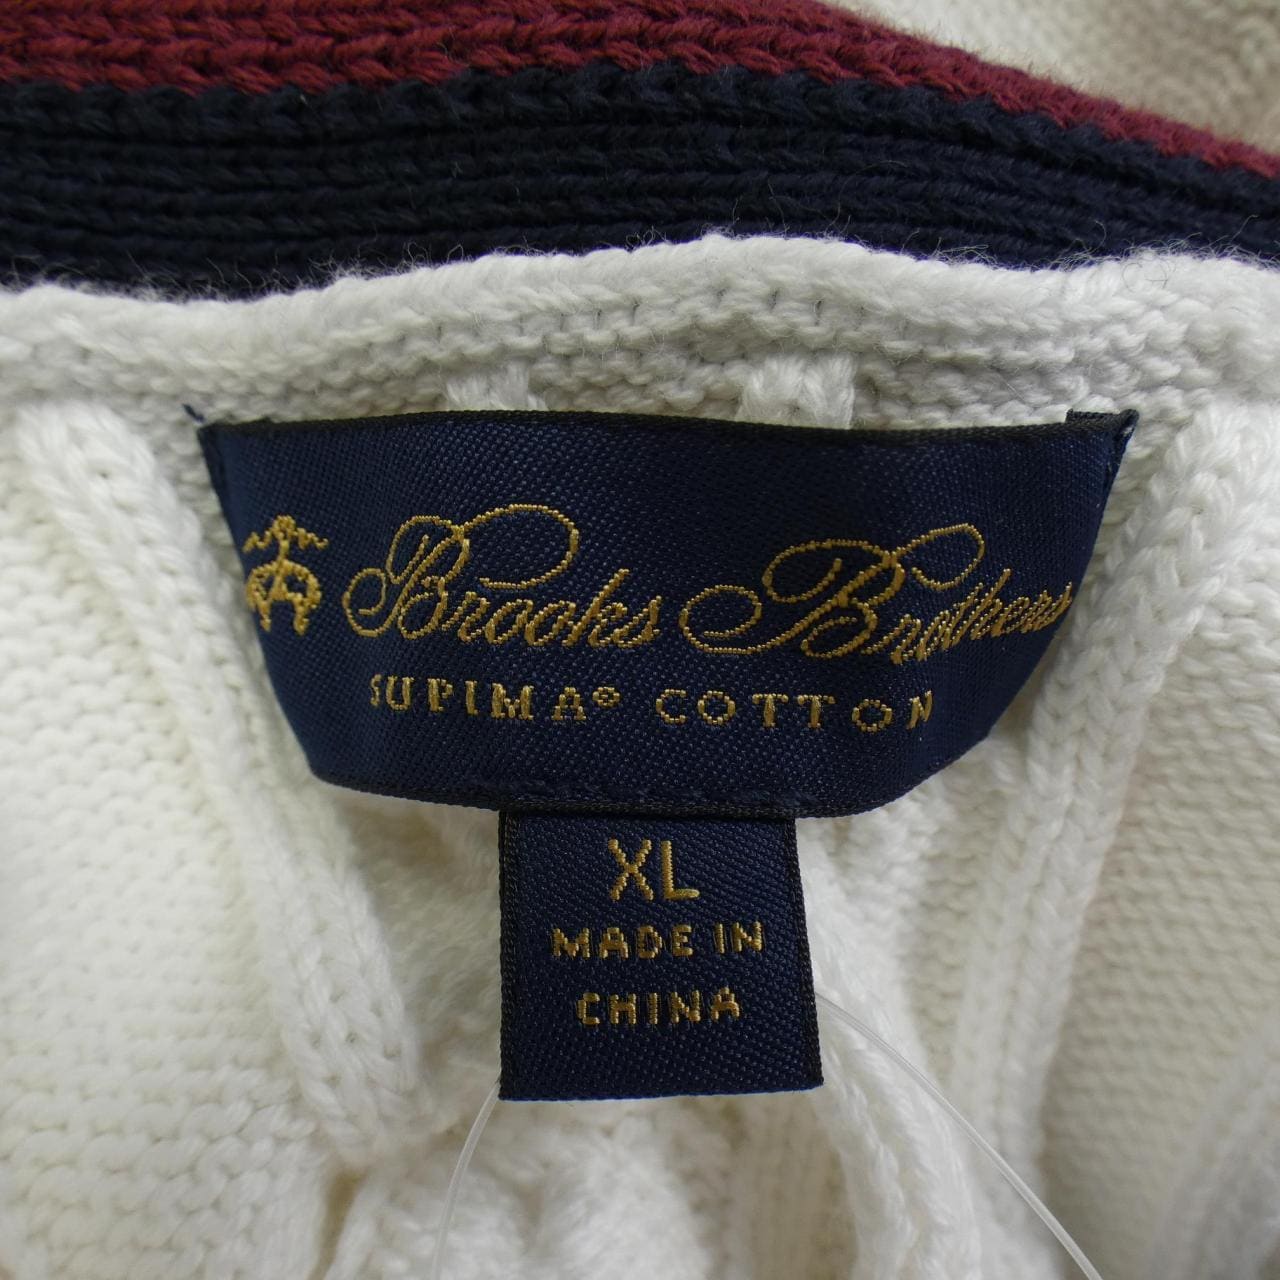 Brooks Brothers
SUPIMA® COTTON
XL
MADE IN
CHINA